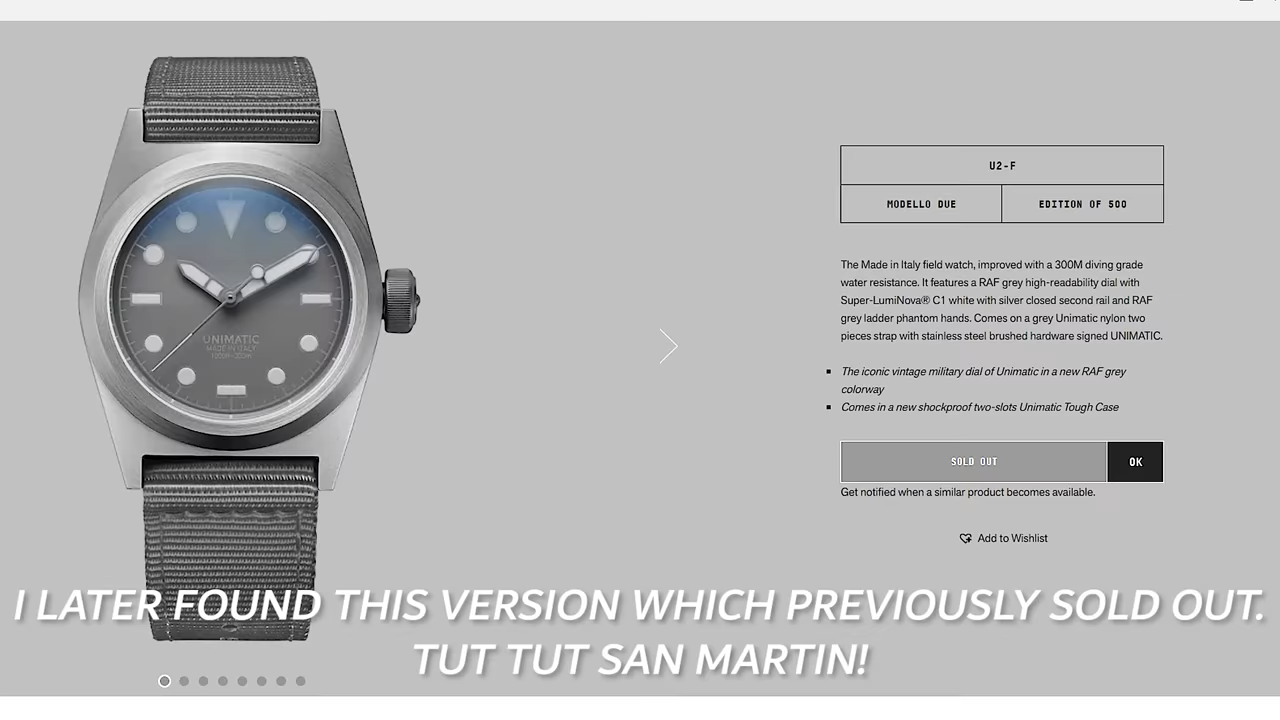 UNIMATIC
MADE IN ITALY
1000FT=300M
U2-F
MODELLO DUE
EDITION OF 500
The Made in Italy field watch, improved with a 300M diving grade
water resistance. It features a RAF grey high-readability dial with
Super-LumiNova® C1 white with silver closed second rail and RAF
grey ladder phantom hands. Comes on a grey Unimatic nylon two
pieces strap with stainless steel brushed hardware signed UNIMATIC.
The iconic vintage military dial of Unimatic in a new RAF grey
colorway
Comes in a new shockproof two-slots Unimatic Tough Case
SOLD OUT
OK
Get notified when a similar product becomes available.
Add to Wishlist
I LATER FOUND THIS VERSION WHICH PREVIOUSLY SOLD OUT.
TUT TUT SAN MARTIN!